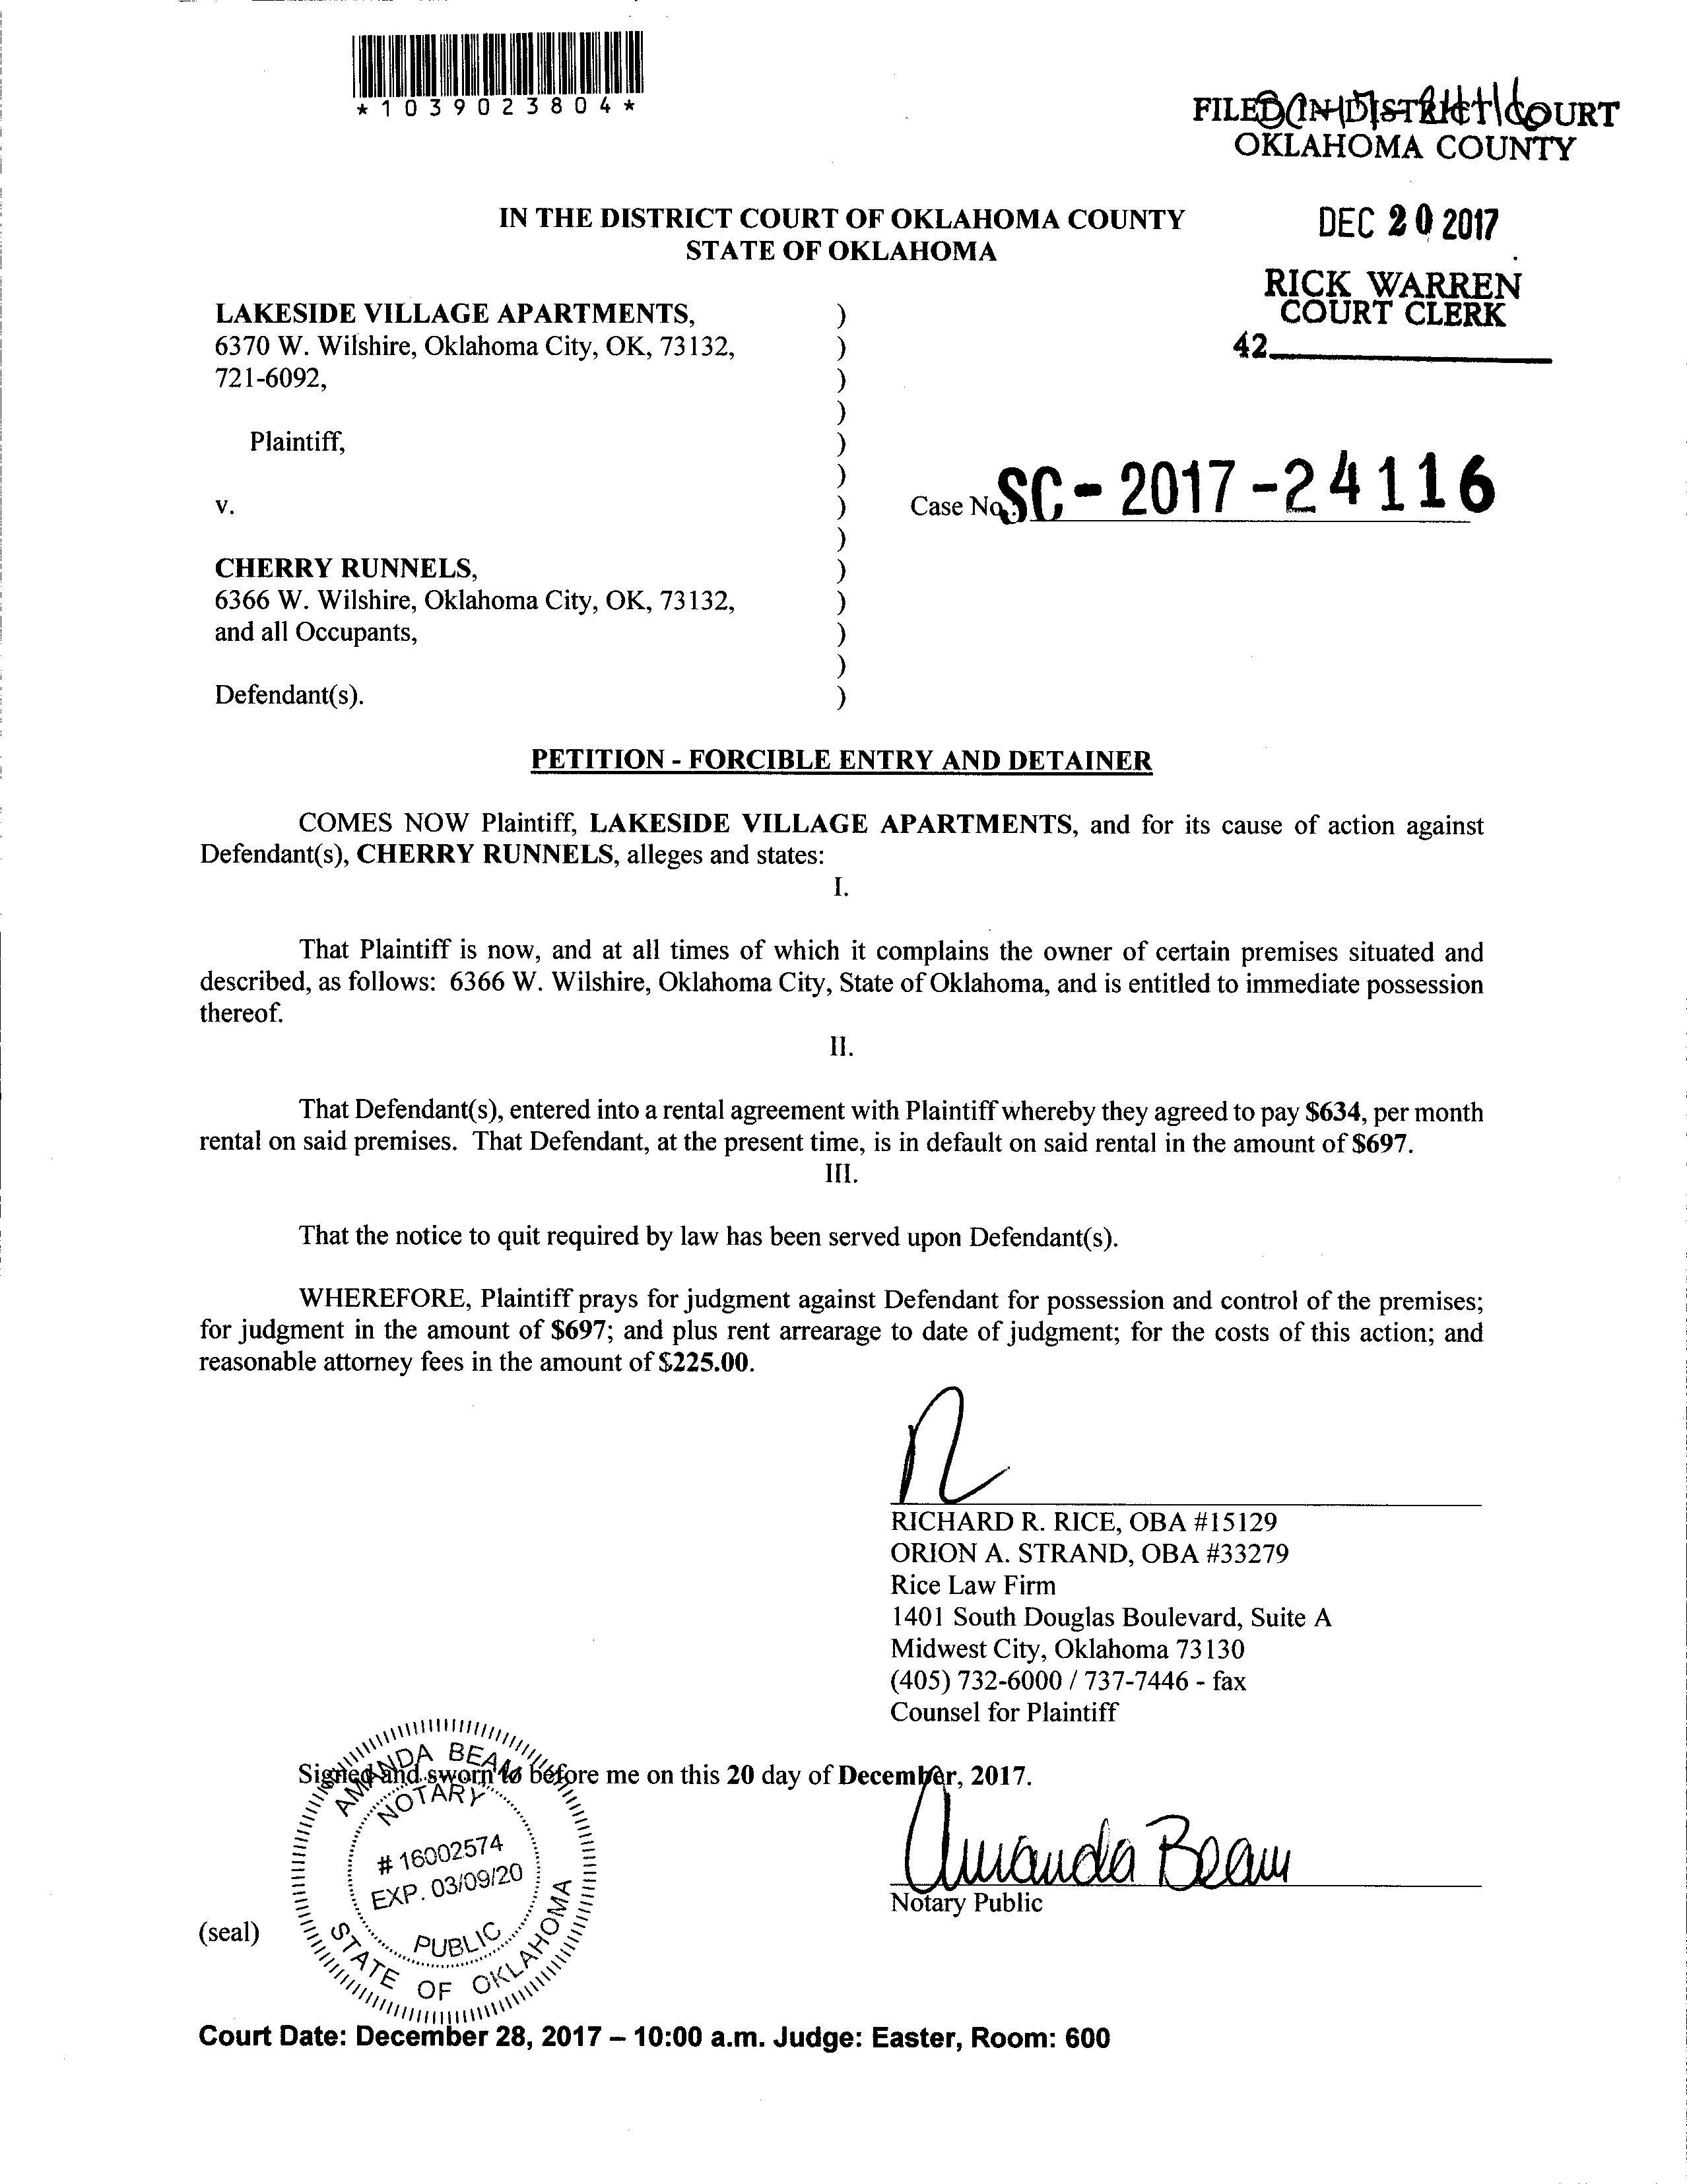 *1039023804*
FILED IN DISTRICT COURT
OKLAHOMA COUNTY
DEC 20 2017
RICK WARREN
COURT CLERK
42
IN THE DISTRICT COURT OF OKLAHOMA COUNTY
STATE OF OKLAHOMA
LAKESIDE VILLAGE APARTMENTS, )
6370 W. Wilshire, Oklahoma City, OK, 73132, )
721-6092, )
)
Plaintiff, )
)
v. ) Case No.: SC-2017-24116
)
CHERRY RUNNELS, )
6366 W. Wilshire, Oklahoma City, OK, 73132, )
and all Occupants, )
)
Defendant(s). )
PETITION - FORCIBLE ENTRY AND DETAINER
COMES NOW Plaintiff, LAKESIDE VILLAGE APARTMENTS, and for its cause of action against
Defendant(s), CHERRY RUNNELS, alleges and states:
I.
That Plaintiff is now, and at all times of which it complains the owner of certain premises situated and
described, as follows: 6366 W. Wilshire, Oklahoma City, State of Oklahoma, and is entitled to immediate possession
thereof.
II.
That Defendant(s), entered into a rental agreement with Plaintiff whereby they agreed to pay $634, per month
rental on said premises. That Defendant, at the present time, is in default on said rental in the amount of $697.
III.
That the notice to quit required by law has been served upon Defendant(s).
WHEREFORE, Plaintiff prays for judgment against Defendant for possession and control of the premises;
for judgment in the amount of $697; and plus rent arrearage to date of judgment; for the costs of this action; and
reasonable attorney fees in the amount of $225.00.
RICHARD R. RICE, OBA #15129
ORION A. STRAND, OBA #33279
Rice Law Firm
1401 South Douglas Boulevard, Suite A
Midwest City, Oklahoma 73130
(405) 732-6000 / 737-7446 - fax
Counsel for Plaintiff
Signed and sworn to before me on this 20 day of December, 2017.
Amanda Beam
Notary Public
(seal)
AMANDA BEAM
NOTARY
# 16002574
EXP. 03/09/20
PUBLIC
STATE OF OKLAHOMA
Court Date: December 28, 2017 – 10:00 a.m. Judge: Easter, Room: 600